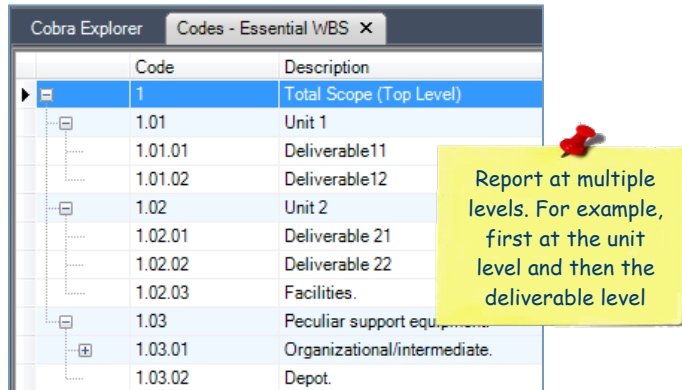 Cobra Explorer Codes - Essential WBS
Code Description
1 Total Scope (Top Level)
1.01 Unit 1
1.01.01 Deliverable11
1.01.02 Deliverable12
1.02 Unit 2
1.02.01 Deliverable 21
1.02.02 Deliverable 22
1.02.03 Facilities.
1.03 Peculiar support equipment.
1.03.01 Organizational/intermediate.
1.03.02 Depot.
Report at multiple
levels. For example,
first at the unit
level and then the
deliverable level